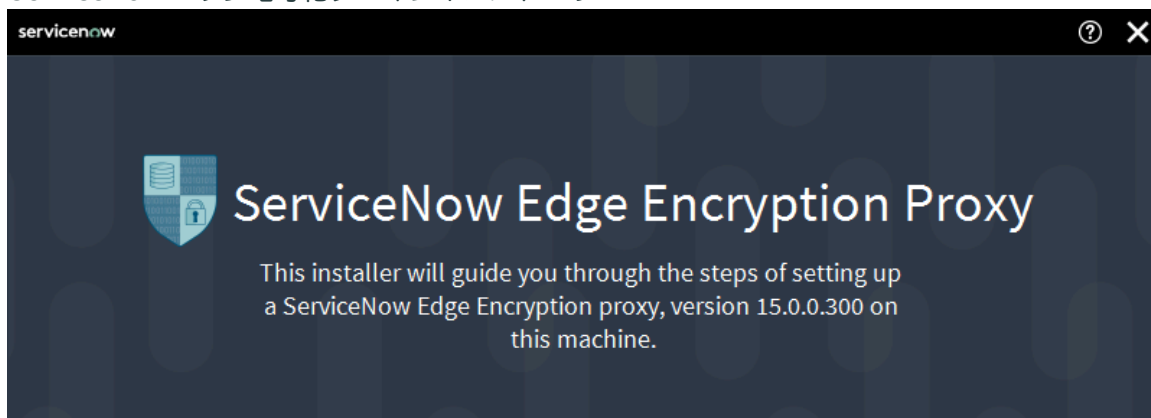 servicenow
ServiceNow Edge Encryption Proxy
This installer will guide you through the steps of setting up
a ServiceNow Edge Encryption proxy, version 15.0.0.300 on
this machine.